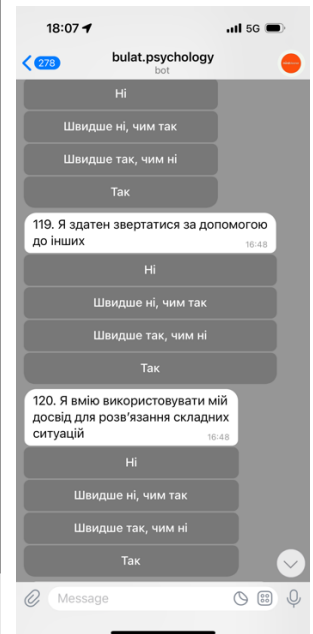 18:07
5G
278
bulat.psychology
bot
Ні
Швидше ні, чим так
Швидше так, чим ні
Так
119. Я здатен звертатися за допомогою
до інших
16:48
Ні
Швидше ні, чим так
Швидше так, чим ні
Так
120. Я вмію використовувати мій
досвід для розв’язання складних
ситуацій
16:48
Ні
Швидше ні, чим так
Швидше так, чим ні
Так
Message